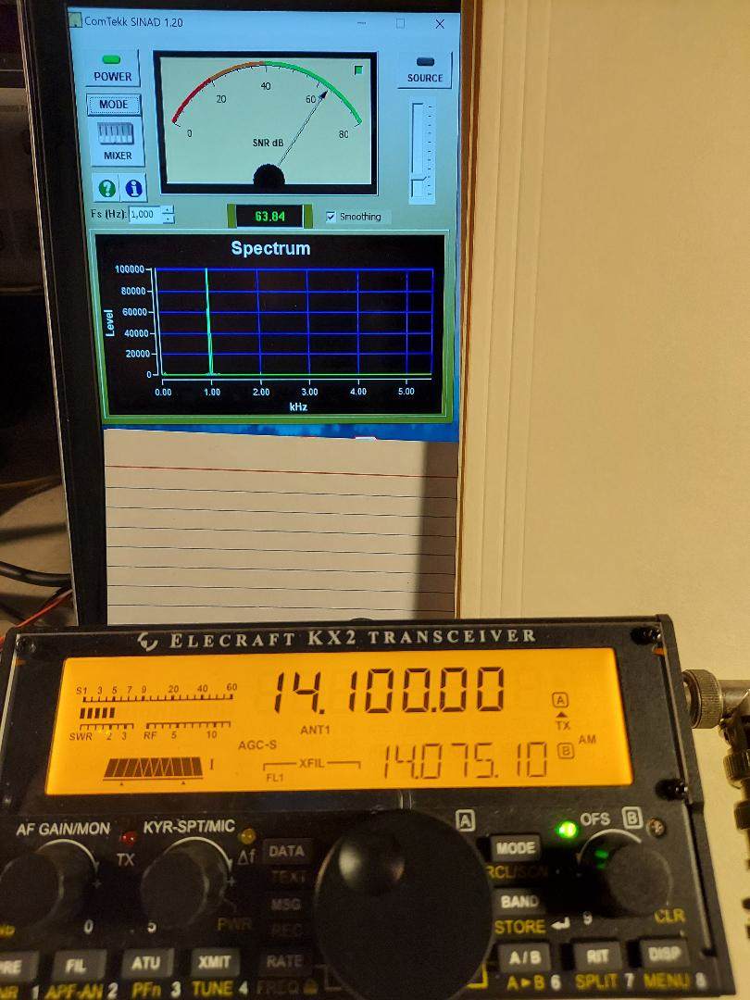 ComTekk SINAD 1.20
POWER
MODE
MIXER
0 20 40 60 80
SNR dB
SOURCE
Fs (Hz): 1,000
63.84
Smoothing
Spectrum
100000
80000
60000
40000
20000
0
Level
0.00 1.00 2.00 3.00 4.00 5.00
kHz
ELECRAFT KX2 TRANSCEIVER
S1 3 5 7 9 20 40 60
14.100.00
A
SWR 2 3 RF 5 10
ANT1
TX
AGC-S
AM
I
XFIL
FL1
14.075.10
B
AF GAIN/MON
KYR-SPT/MIC
A
OFS B
TX
Δf
DATA
TEXT
MODE
RCL/SCN
MSG
REC
BAND
STORE
0
5
PWR
9
CLR
PRE
FIL
ATU
XMIT
RATE
FREQ
A/B
RIT
DISP
NR 1
APF-AN 2
PFn 3
TUNE 4
A►B 6
SPLIT 7
MENU 8